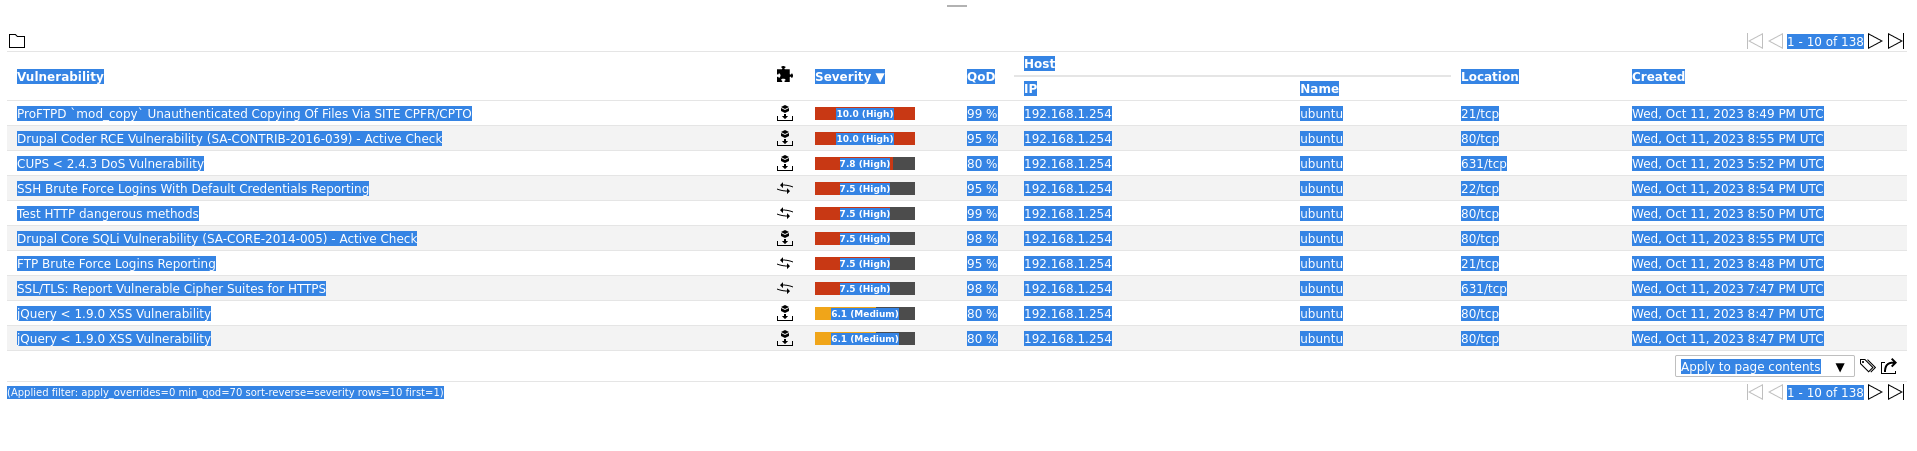 1 - 10 of 138
Vulnerability Severity ▼ QoD Host Location Created
IP Name
ProFTPD `mod_copy` Unauthenticated Copying Of Files Via SITE CPFR/CPTO 10.0 (High) 99 % 192.168.1.254 ubuntu 21/tcp Wed, Oct 11, 2023 8:49 PM UTC
Drupal Coder RCE Vulnerability (SA-CONTRIB-2016-039) - Active Check 10.0 (High) 95 % 192.168.1.254 ubuntu 80/tcp Wed, Oct 11, 2023 8:55 PM UTC
CUPS < 2.4.3 DoS Vulnerability 7.8 (High) 80 % 192.168.1.254 ubuntu 631/tcp Wed, Oct 11, 2023 5:52 PM UTC
SSH Brute Force Logins With Default Credentials Reporting 7.5 (High) 95 % 192.168.1.254 ubuntu 22/tcp Wed, Oct 11, 2023 8:54 PM UTC
Test HTTP dangerous methods 7.5 (High) 99 % 192.168.1.254 ubuntu 80/tcp Wed, Oct 11, 2023 8:50 PM UTC
Drupal Core SQLi Vulnerability (SA-CORE-2014-005) - Active Check 7.5 (High) 98 % 192.168.1.254 ubuntu 80/tcp Wed, Oct 11, 2023 8:55 PM UTC
FTP Brute Force Logins Reporting 7.5 (High) 95 % 192.168.1.254 ubuntu 21/tcp Wed, Oct 11, 2023 8:48 PM UTC
SSL/TLS: Report Vulnerable Cipher Suites for HTTPS 7.5 (High) 98 % 192.168.1.254 ubuntu 631/tcp Wed, Oct 11, 2023 7:47 PM UTC
jQuery < 1.9.0 XSS Vulnerability 6.1 (Medium) 80 % 192.168.1.254 ubuntu 80/tcp Wed, Oct 11, 2023 8:47 PM UTC
jQuery < 1.9.0 XSS Vulnerability 6.1 (Medium) 80 % 192.168.1.254 ubuntu 80/tcp Wed, Oct 11, 2023 8:47 PM UTC
Apply to page contents ▼
(Applied filter: apply_overrides=0 min_qod=70 sort-reverse=severity rows=10 first=1) 1 - 10 of 138